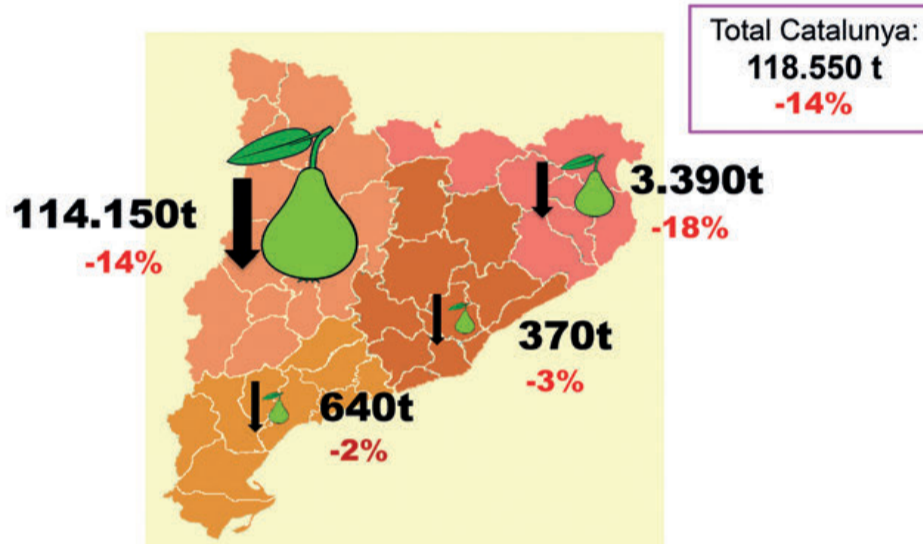 Total Catalunya:
118.550 t
-14%
114.150t
-14%
3.390t
-18%
370t
-3%
640t
-2%